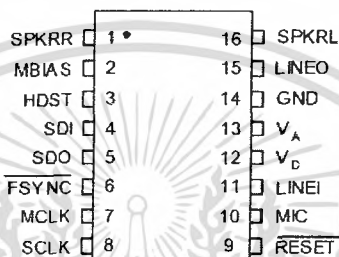 SPKRR 1 16 SPKRL
MBIAS 2 15 LINEO
HDST 3 14 GND
SDI 4 13 VA
SDO 5 12 VD
FSYNC 6 11 LINEI
MCLK 7 10 MIC
SCLK 8 9 RESET